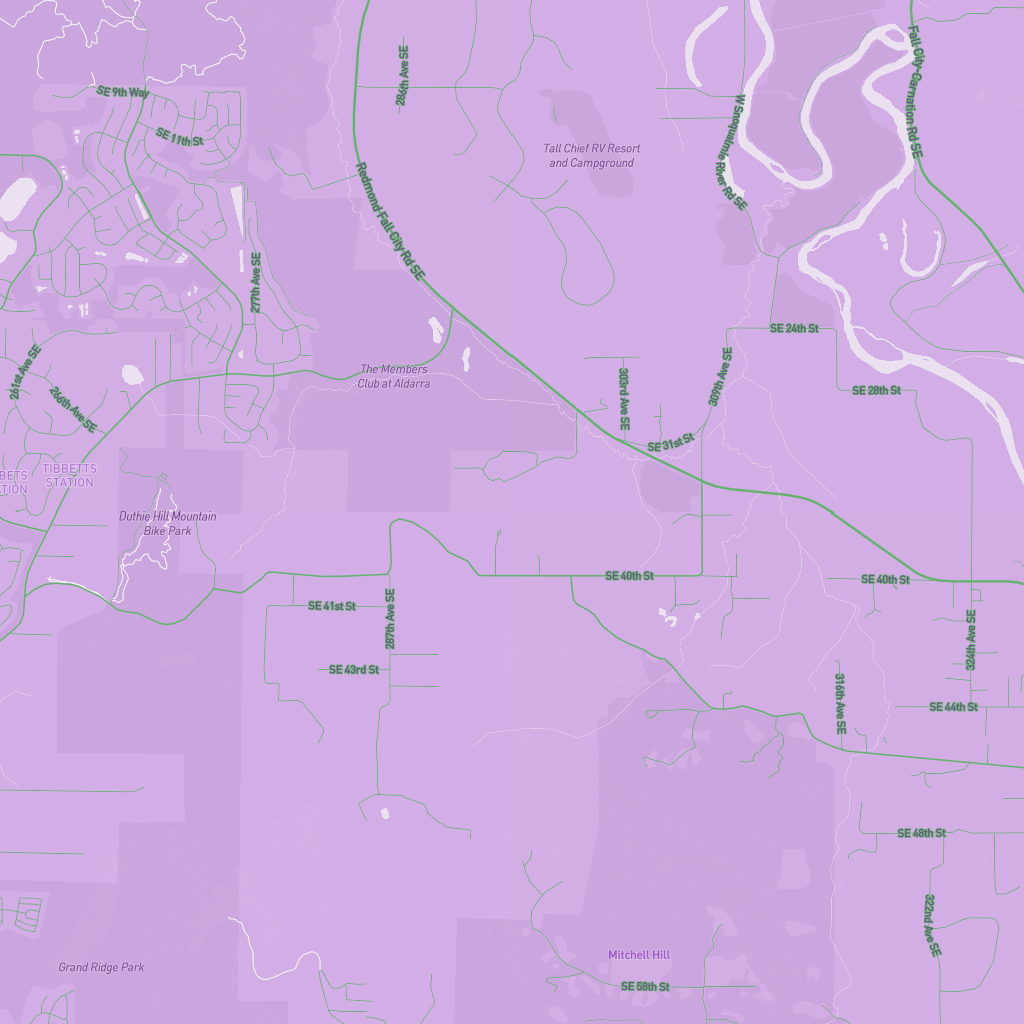 286th Ave SE
SE 9th Way
SE 11th St
W Snoqualmie River Rd SE
Fall City-Carnation Rd SE
Tall Chief RV Resort
and Campground
Redmond Fall City Rd SE
277th Ave SE
SE 24th St
261st Ave SE
266th Ave SE
The Members
Club at Aldarra
303rd Ave SE
309th Ave SE
SE 28th St
SE 31st St
TIBBETTS
STATION
BETS
TION
Duthie Hill Mountain
Bike Park
SE 40th St
SE 40th St
SE 41st St
287th Ave SE
324th Ave SE
SE 43rd St
316th Ave SE
SE 44th St
SE 48th St
322nd Ave SE
Mitchell Hill
Grand Ridge Park
SE 58th St